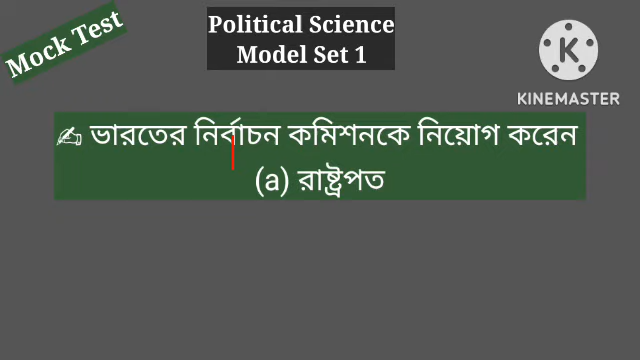 Mock Test
Political Science
Model Set 1
KINEMASTER
✍ ভারতের নির্বাচন কমিশনকে নিয়োগ করেন
(a) রাষ্ট্রপত